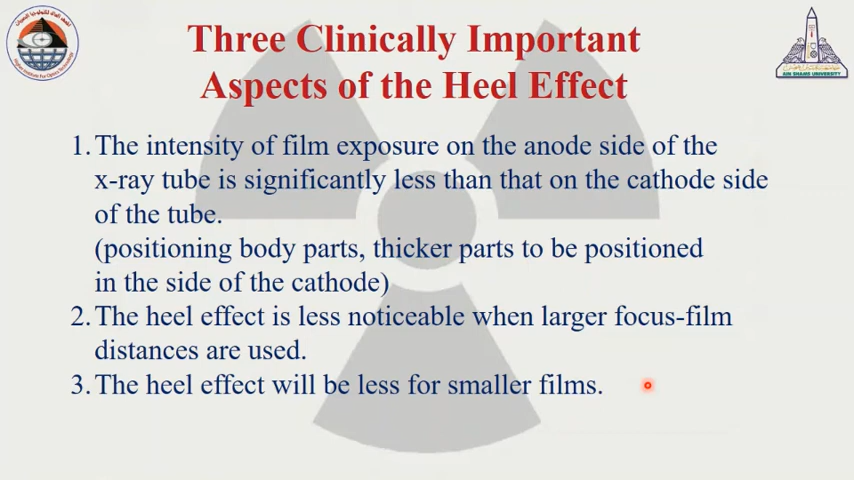 Three Clinically Important
Aspects of the Heel Effect
1. The intensity of film exposure on the anode side of the
x-ray tube is significantly less than that on the cathode side
of the tube.
(positioning body parts, thicker parts to be positioned
in the side of the cathode)
2. The heel effect is less noticeable when larger focus-film
distances are used.
3. The heel effect will be less for smaller films.
AIN SHAMS UNIVERSITY